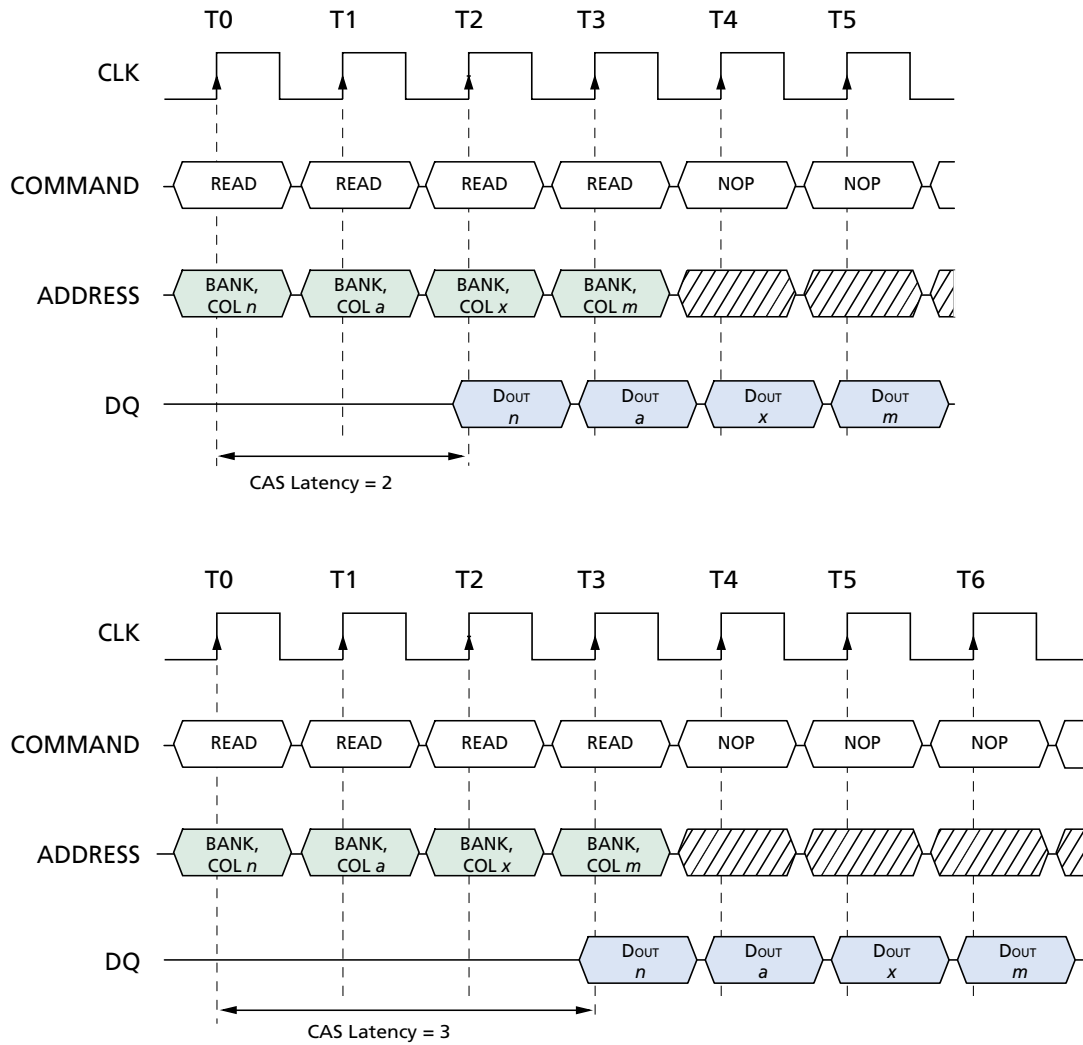 T0 T1 T2 T3 T4 T5
CLK
COMMAND READ READ READ READ NOP NOP
ADDRESS BANK, COL n BANK, COL a BANK, COL x BANK, COL m
DQ DOUT n DOUT a DOUT x DOUT m
CAS Latency = 2
T0 T1 T2 T3 T4 T5 T6
CLK
COMMAND READ READ READ READ NOP NOP NOP
ADDRESS BANK, COL n BANK, COL a BANK, COL x BANK, COL m
DQ DOUT n DOUT a DOUT x DOUT m
CAS Latency = 3